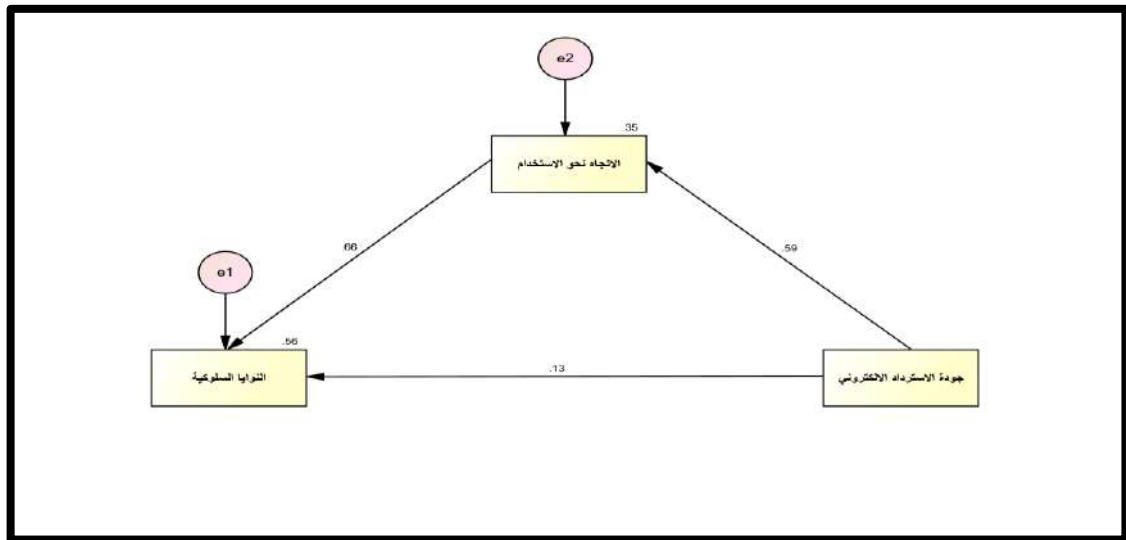 e2
.35
الاتجاه نحو الاستخدام
.66
.59
e1
.56
النوايا السلوكية
.13
جودة الاسترداد الالكتروني